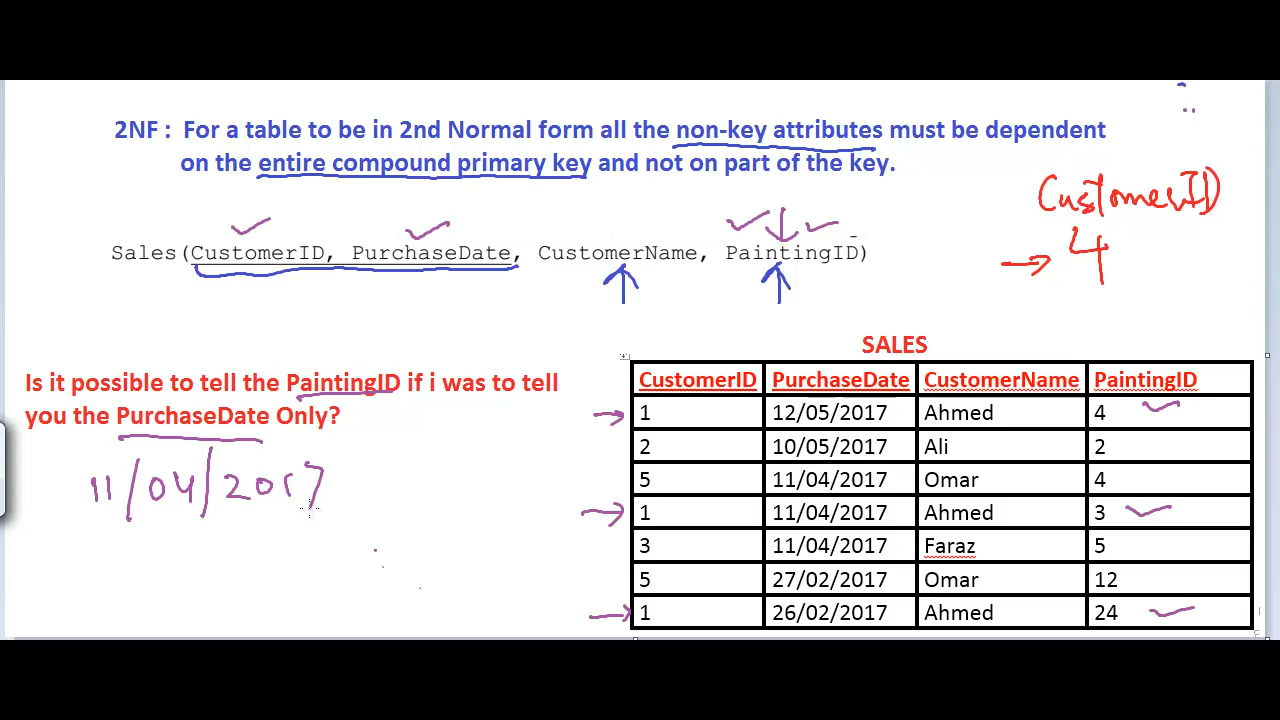 2NF : For a table to be in 2nd Normal form all the non-key attributes must be dependent
on the entire compound primary key and not on part of the key.
CustomerID
4
Sales(CustomerID, PurchaseDate, CustomerName, PaintingID)
Is it possible to tell the PaintingID if i was to tell
you the PurchaseDate Only?
11/04/2017
SALES
CustomerID PurchaseDate CustomerName PaintingID
1 12/05/2017 Ahmed 4
2 10/05/2017 Ali 2
5 11/04/2017 Omar 4
1 11/04/2017 Ahmed 3
3 11/04/2017 Faraz 5
5 27/02/2017 Omar 12
1 26/02/2017 Ahmed 24